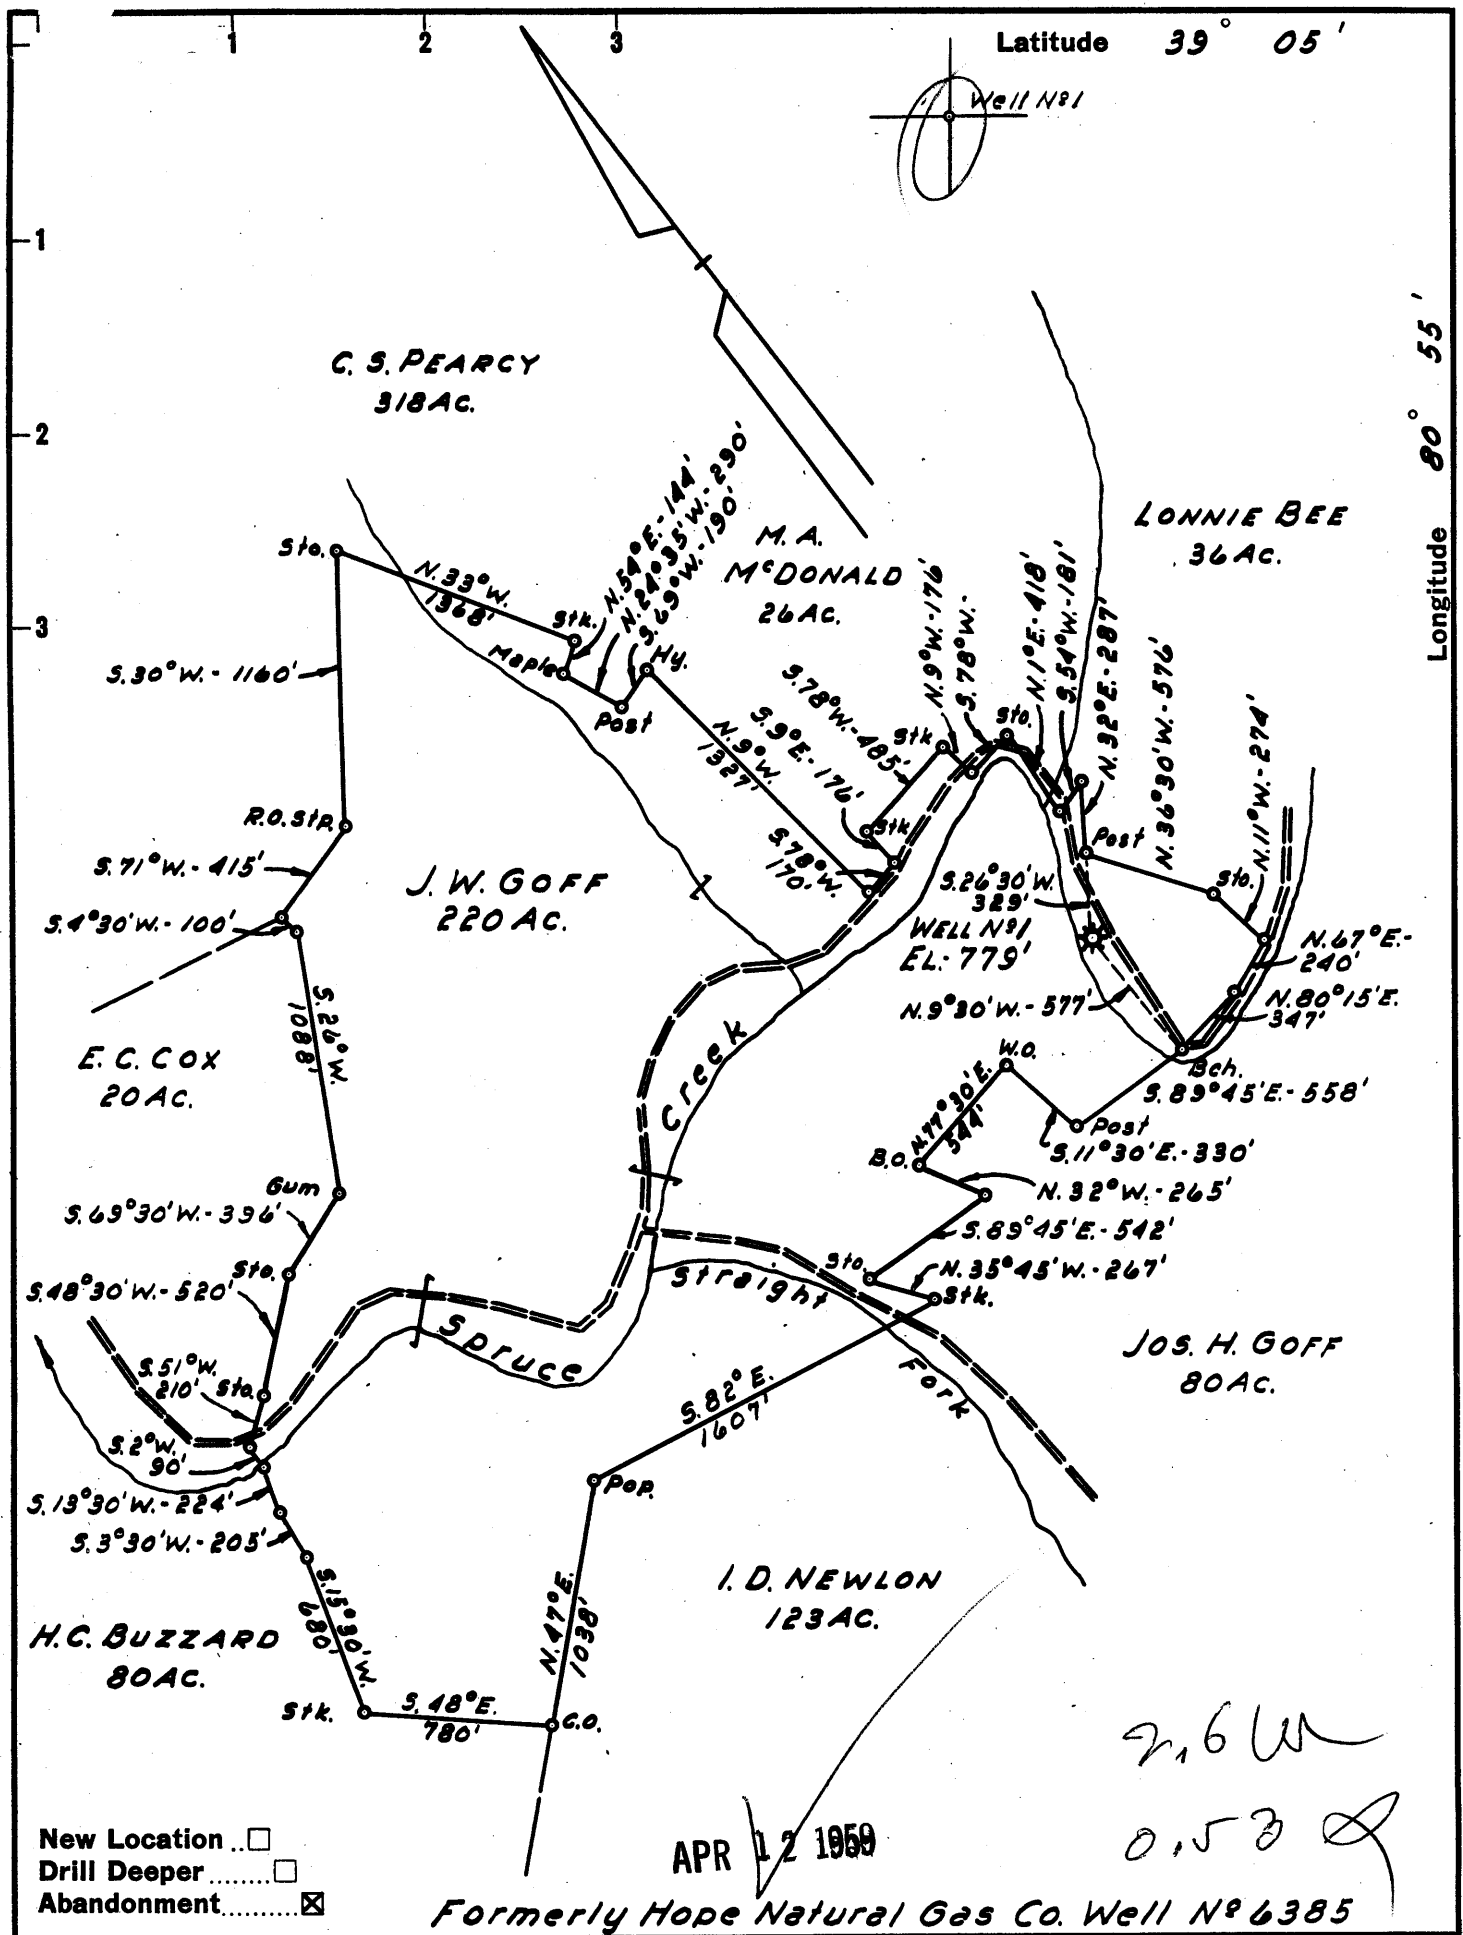 1
2
3
Latitude 39° 05'
Well Nº 1
1
2
3
Longitude 80° 55'
C. S. PEARCY
318 AC.
LONNIE BEE
36 AC.
M. A.
McDONALD
26 AC.
N. 54° E. - 144'
N. 24° 35' W. - 290'
S. 69° W. - 190'
Sto.
N. 33° W.
1368'
Stk.
Maple
Post
Hy.
S. 30° W. - 1160'
N. 9° W.
1327'
S. 78° W. - 485'
S. 9° E. - 176'
Stk
N. 9° W. - 176'
S. 78° W. -
Sto.
N. 1° E. - 418'
S. 54° W. - 181'
N. 32° E. - 287'
N. 36° 30' W. - 576'
N. 11° W. - 274'
Stk
S. 78° W.
170'
Post
Sto.
R.O. Stp.
S. 71° W. - 415'
S. 4° 30' W. - 100'
J. W. GOFF
220 AC.
S. 26° 30' W.
329'
WELL Nº 1
EL. - 779'
N. 9° 30' W. - 577'
N. 67° E. -
240'
N. 80° 15' E.
347'
S. 26° W.
1088'
E. C. COX
20 AC.
Creek
W.O.
Bch.
S. 89° 45' E. - 558'
N. 77° 30' E.
544'
Post
S. 11° 30' E. - 330'
B.O.
N. 32° W. - 265'
Gum
S. 69° 30' W. - 396'
S. 89° 45' E. - 542'
Sto.
S. 48° 30' W. - 520'
Sto.
N. 35° 45' W. - 267'
Stk.
Straight
Fork
Spruce
JOS. H. GOFF
80 AC.
S. 51° W.
210'
Sto.
S. 82° E.
1607'
S. 2° W.
90'
Pop.
S. 13° 30' W. - 224'
S. 3° 30' W. - 205'
S. 15° 30' W.
680'
N. 47° E.
1038'
I. D. NEWLON
123 AC.
H. C. BUZZARD
80 AC.
Stk.
S. 48° E.
780'
C.O.
New Location ..☐
Drill Deeper ........☐
Abandonment..........☒
APR 12 1959
0.53
Formerly Hope Natural Gas Co. Well Nº 6385